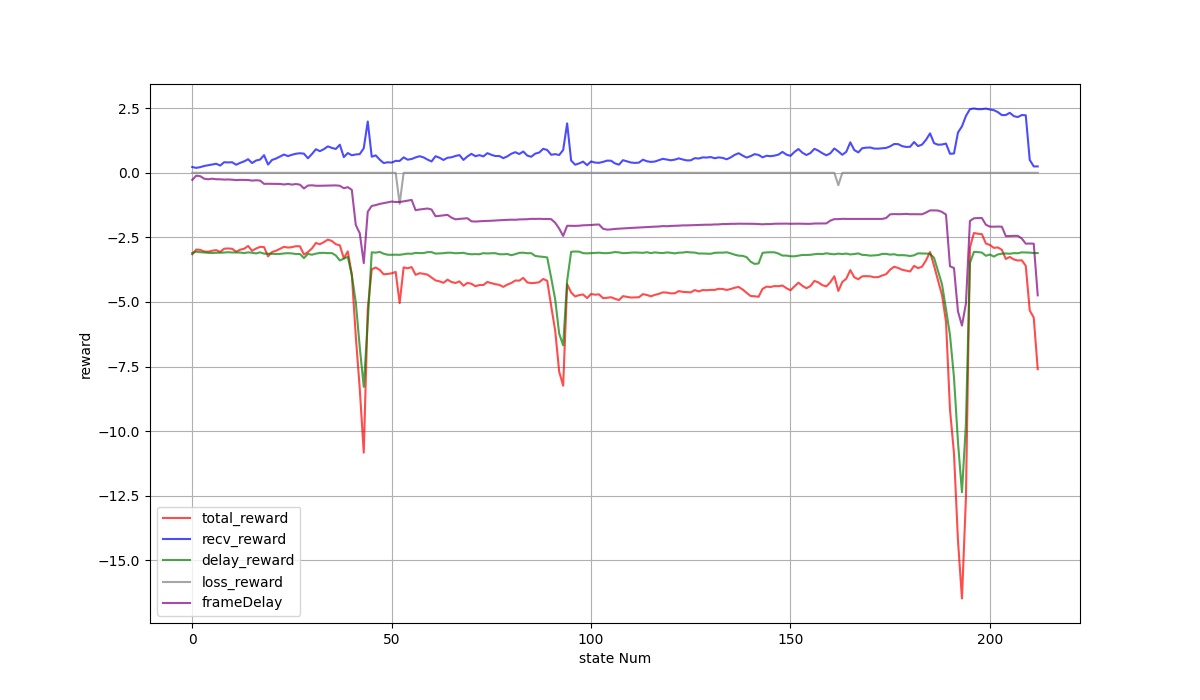 2.5
0.0
−2.5
−5.0
−7.5
−10.0
−12.5
−15.0
reward
total_reward
recv_reward
delay_reward
loss_reward
frameDelay
0
50
100
150
200
state Num